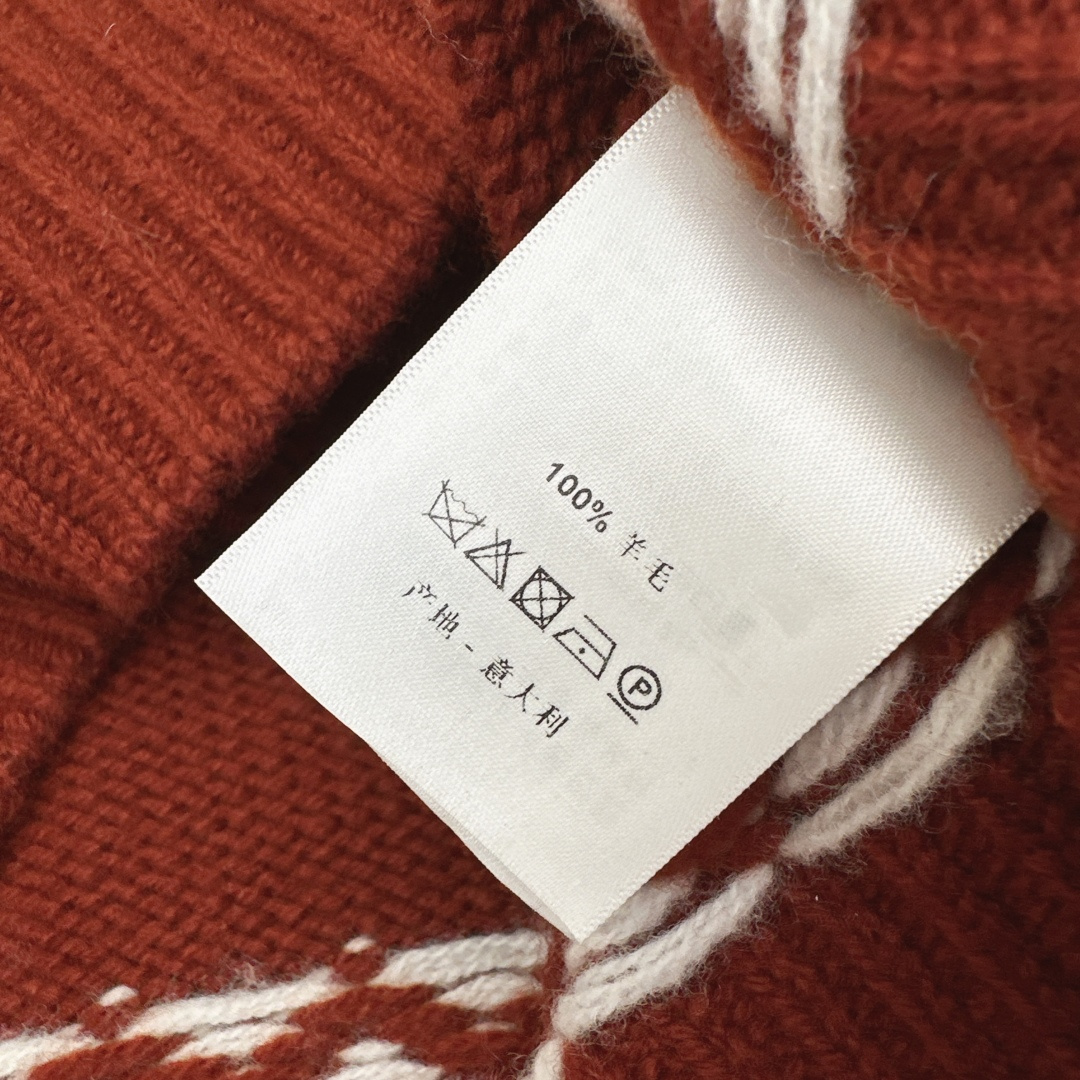 100% 羊毛
P
产地 - 意大利